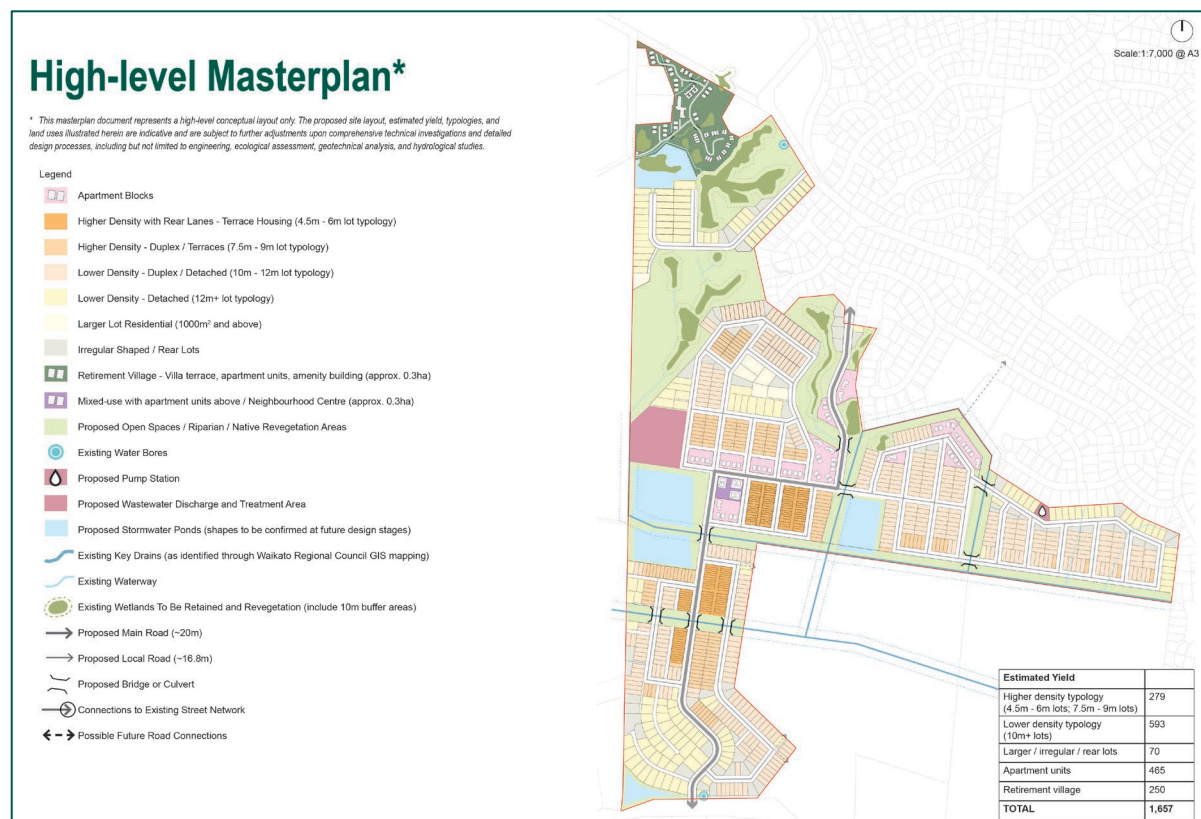 High-level Masterplan*
* This masterplan document represents a high-level conceptual layout only. The proposed site layout, estimated yield, typologies, and
land uses illustrated herein are indicative and are subject to further adjustments upon comprehensive technical investigations and detailed
design processes, including but not limited to engineering, ecological assessment, geotechnical analysis, and hydrological studies.
Legend
Apartment Blocks
Higher Density with Rear Lanes - Terrace Housing (4.5m - 6m lot typology)
Higher Density - Duplex / Terraces (7.5m - 9m lot typology)
Lower Density - Duplex / Detached (10m - 12m lot typology)
Lower Density - Detached (12m+ lot typology)
Larger Lot Residential (1000m² and above)
Irregular Shaped / Rear Lots
Retirement Village - Villa terrace, apartment units, amenity building (approx. 0.3ha)
Mixed-use with apartment units above / Neighbourhood Centre (approx. 0.3ha)
Proposed Open Spaces / Riparian / Native Revegetation Areas
Existing Water Bores
Proposed Pump Station
Proposed Wastewater Discharge and Treatment Area
Proposed Stormwater Ponds (shapes to be confirmed at future design stages)
Existing Key Drains (as identified through Waikato Regional Council GIS mapping)
Existing Waterway
Existing Wetlands To Be Retained and Revegetation (include 10m buffer areas)
Proposed Main Road (~20m)
Proposed Local Road (~16.8m)
Proposed Bridge or Culvert
Connections to Existing Street Network
Possible Future Road Connections
Scale:1:7,000 @ A3
Estimated Yield
Higher density typology
(4.5m - 6m lots; 7.5m - 9m lots) 279
Lower density typology
(10m+ lots) 593
Larger / irregular / rear lots 70
Apartment units 465
Retirement village 250
TOTAL 1,657